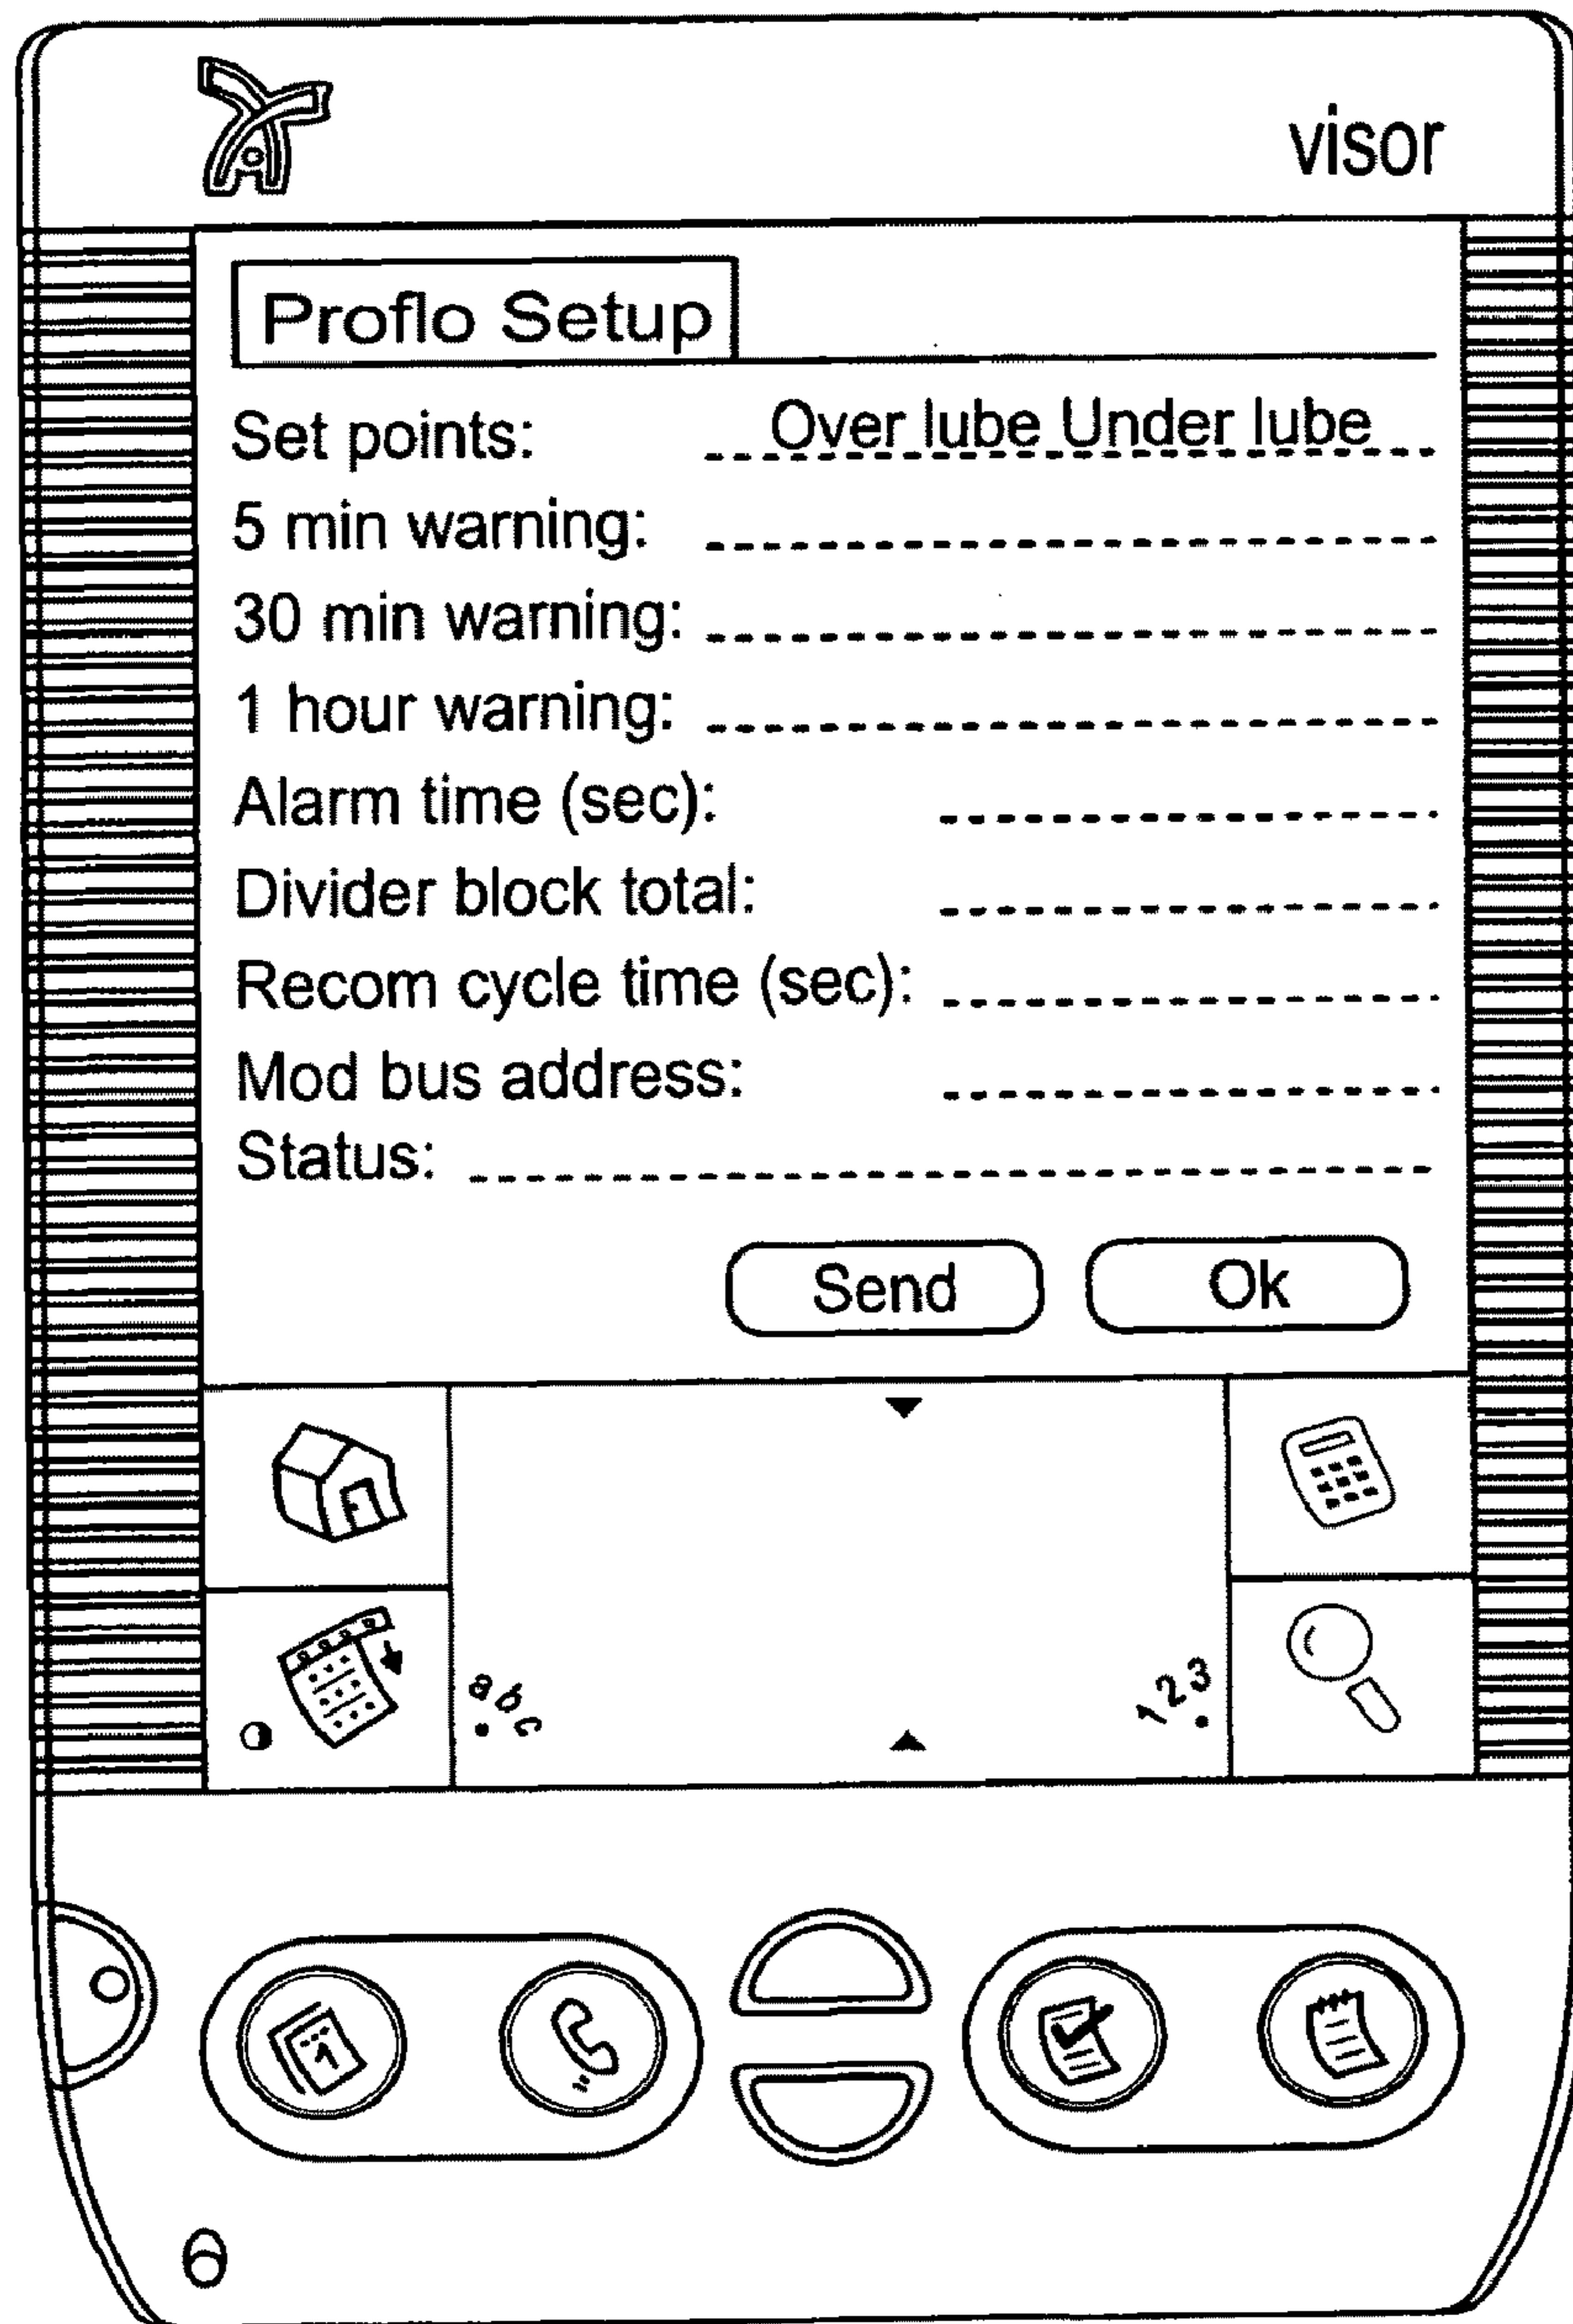 visor
Proflo Setup
Set points: Over lube Under lube
5 min warning:
30 min warning:
1 hour warning:
Alarm time (sec):
Divider block total:
Recom cycle time (sec):
Mod bus address:
Status:
Send Ok
abc 123
1